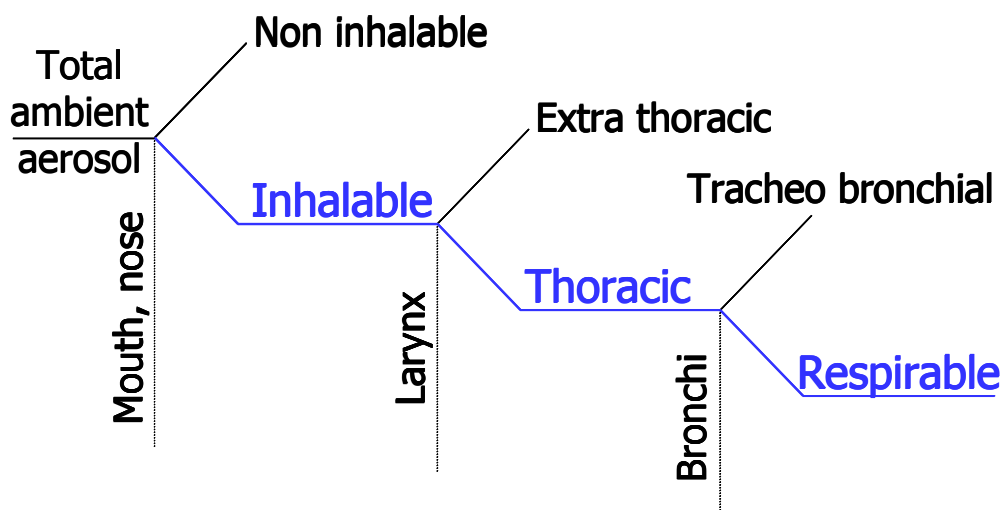 Non inhalable
Total
ambient
aerosol
Extra thoracic
Inhalable
Tracheo bronchial
Mouth, nose
Thoracic
Larynx
Respirable
Bronchi